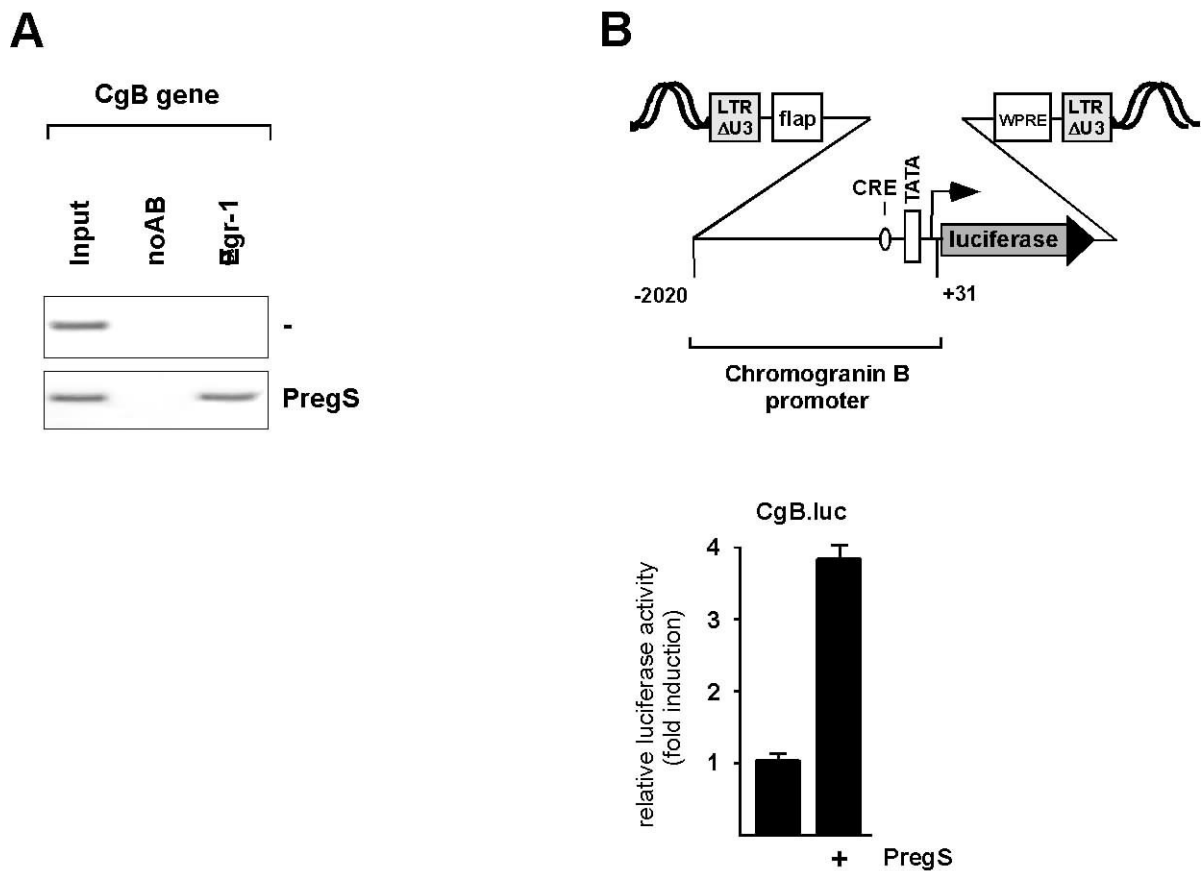 A
CgB gene
Input
noAB
Egr-1
-
PregS
B
LTR
ΔU3
flap
WPRE
LTR
ΔU3
CRE
TATA
luciferase
-2020
+31
Chromogranin B
promoter
CgB.luc
relative luciferase activity
(fold induction)
4
3
2
1
+ PregS